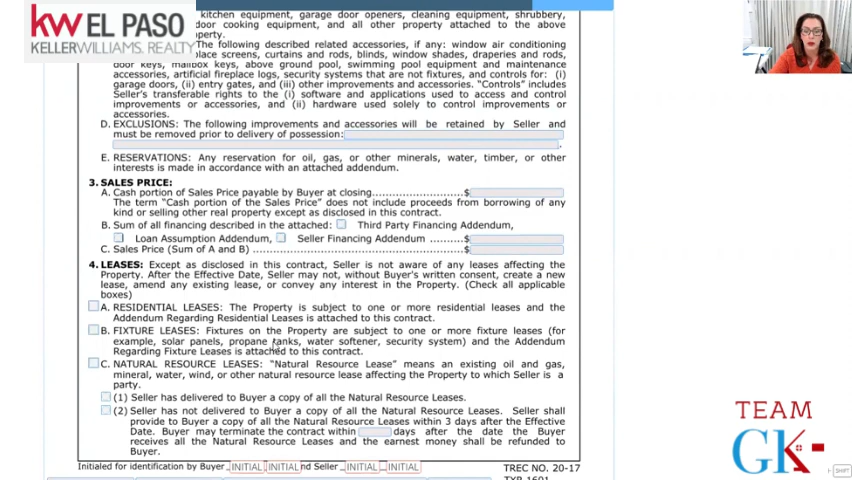 kw EL PASO
KELLERWILLIAMS. REALTY
kitchen equipment, garage door openers, cleaning equipment, shrubbery,
door cooking equipment, and all other property attached to the above
perty.
The following described related accessories, if any: window air conditioning
place screens, curtains and rods, blinds, window shades, draperies and rods,
door keys, mailbox keys, above ground pool, swimming pool equipment and maintenance
accessories, artificial fireplace logs, security systems that are not fixtures, and controls for: (i)
garage doors, (ii) entry gates, and (iii) other improvements and accessories. "Controls" includes
Seller's transferable rights to the (i) software and applications used to access and control
improvements or accessories, and (ii) hardware used solely to control improvements or
accessories.
D. EXCLUSIONS: The following improvements and accessories will be retained by Seller and
must be removed prior to delivery of possession:
.
E. RESERVATIONS: Any reservation for oil, gas, or other minerals, water, timber, or other
interests is made in accordance with an attached addendum.
3. SALES PRICE:
A. Cash portion of Sales Price payable by Buyer at closing........................$
The term "Cash portion of the Sales Price" does not include proceeds from borrowing of any
kind or selling other real property except as disclosed in this contract.
B. Sum of all financing described in the attached: Third Party Financing Addendum,
Loan Assumption Addendum, Seller Financing Addendum ..........$
C. Sales Price (Sum of A and B) ........................................................$
4. LEASES: Except as disclosed in this contract, Seller is not aware of any leases affecting the
Property. After the Effective Date, Seller may not, without Buyer's written consent, create a new
lease, amend any existing lease, or convey any interest in the Property. (Check all applicable
boxes)
A. RESIDENTIAL LEASES: The Property is subject to one or more residential leases and the
Addendum Regarding Residential Leases is attached to this contract.
B. FIXTURE LEASES: Fixtures on the Property are subject to one or more fixture leases (for
example, solar panels, propane tanks, water softener, security system) and the Addendum
Regarding Fixture Leases is attached to this contract.
C. NATURAL RESOURCE LEASES: "Natural Resource Lease" means an existing oil and gas,
mineral, water, wind, or other natural resource lease affecting the Property to which Seller is a
party.
(1) Seller has delivered to Buyer a copy of all the Natural Resource Leases.
(2) Seller has not delivered to Buyer a copy of all the Natural Resource Leases. Seller shall
provide to Buyer a copy of all the Natural Resource Leases within 3 days after the Effective
Date. Buyer may terminate the contract within days after the date the Buyer
receives all the Natural Resource Leases and the earnest money shall be refunded to
Buyer.
Initialed for identification by Buyer INITIAL INITIAL nd Seller INITIAL INITIAL
TREC NO. 20-17
TXR 1601
TEAM
GK
SHIFT